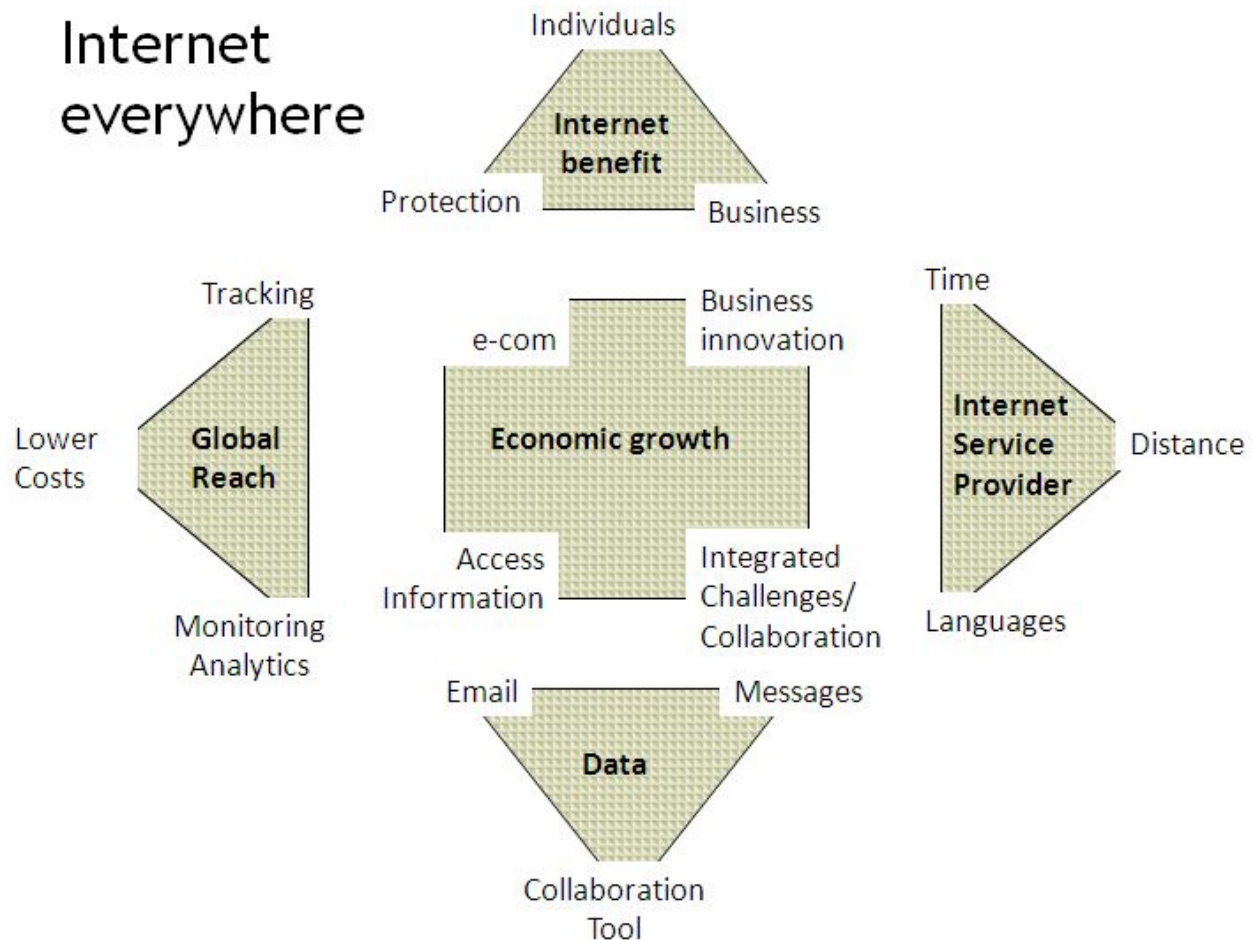 Internet
everywhere
Individuals
Internet
benefit
Protection
Business
Tracking
Lower
Costs
Global
Reach
Monitoring
Analytics
e-com
Business
innovation
Economic growth
Access
Information
Integrated
Challenges/
Collaboration
Time
Internet
Service
Provider
Distance
Languages
Email
Messages
Data
Collaboration
Tool